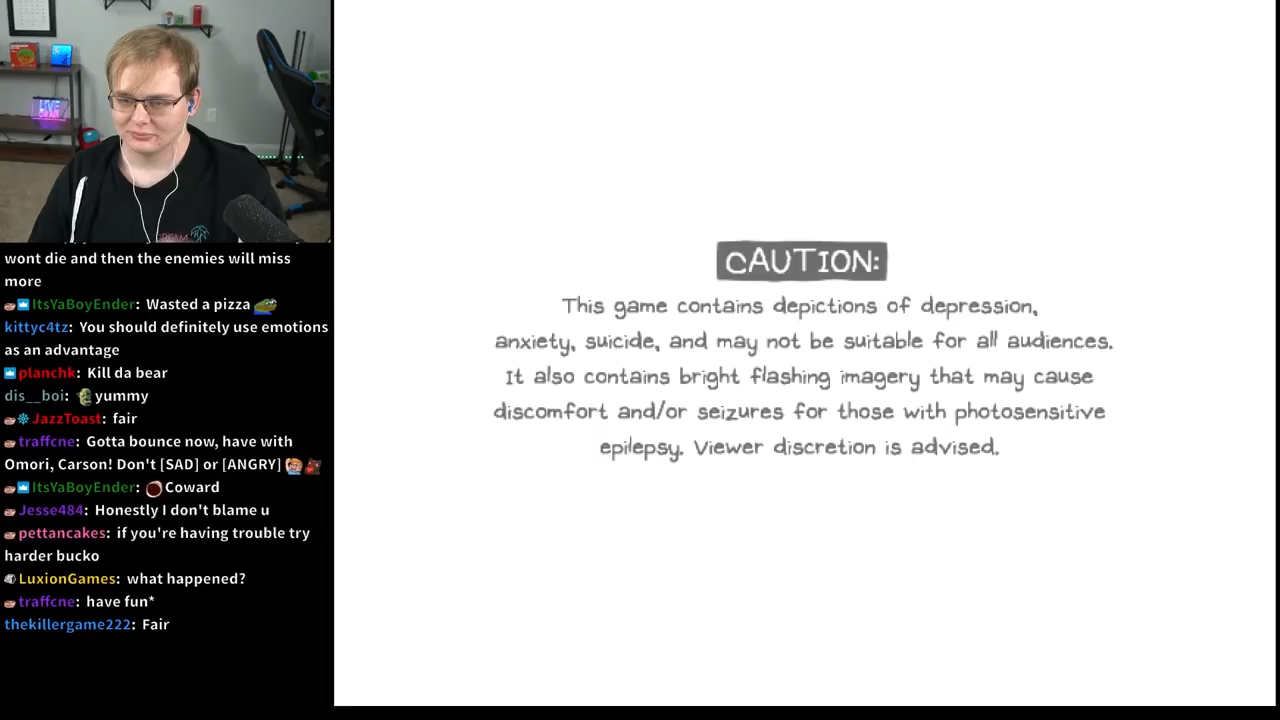 LIVE
wont die and then the enemies will miss
more
ItsYaBoyEnder: Wasted a pizza
kittyc4tz: You should definitely use emotions
as an advantage
planchk: Kill da bear
dis__boi: yummy
JazzToast: fair
traffcne: Gotta bounce now, have with
Omori, Carson! Don't [SAD] or [ANGRY]
ItsYaBoyEnder: Coward
Jesse484: Honestly I don't blame u
pettancakes: if you're having trouble try
harder bucko
LuxionGames: what happened?
traffcne: have fun*
thekillergame222: Fair
CAUTION:
This game contains depictions of depression,
anxiety, suicide, and may not be suitable for all audiences.
It also contains bright flashing imagery that may cause
discomfort and/or seizures for those with photosensitive
epilepsy. Viewer discretion is advised.